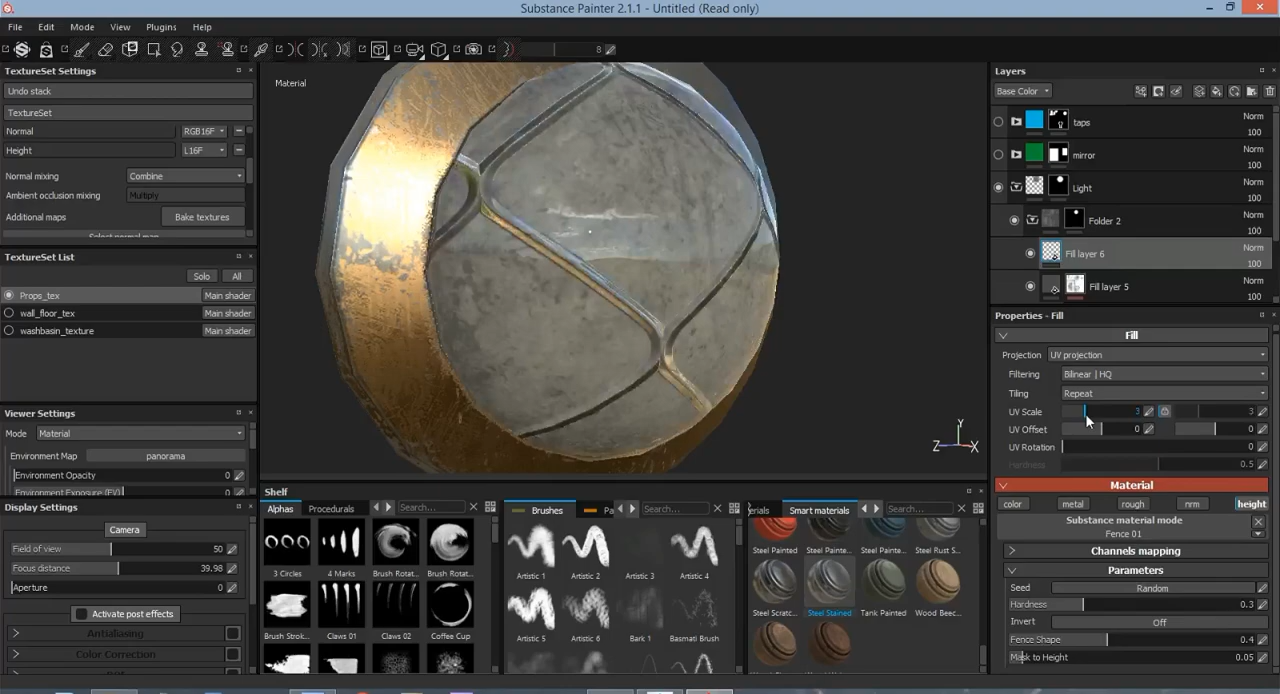 Substance Painter 2.1.1 - Untitled (Read only)
File Edit Mode Views Plugins Help
8
TextureSet Settings
Undo stack
TextureSet
Normal RGB16F
Height L16F
Normal mixing Combine
Ambient occlusion mixing Multiply
Additional maps Bake textures
TextureSet List
Solo All
Props_tex Main shader
wall_floor_tex Main shader
washbasin_texture Main shader
Viewer Settings
Mode Material
Environment Map panorama
Environment Opacity 0
Environment Exposure (EV)
Display Settings
Camera
Field of view 50
Focus distance 39.98
Aperture 0
Activate post effects
Antialiasing
Color Correction
Material
Y
Z X
Shelf
Alphas Procedurals Search...
3 Circles 4 Marks Brush Rotat... Brush Rotat...
Brush Strok... Claws 01 Claws 02 Coffee Cup
Brushes Pa Search...
Artistic 1 Artistic 2 Artistic 3 Artistic 4
Artistic 5 Artistic 6 Bark 1 Basmati Brush
erials Smart materials Search...
Steel Painted Steel Painte... Steel Painte... Steel Rust S...
Steel Scratc... Steel Stained Tank Painted Wood Beec...
Layers
Base Color
taps Norm
100
mirror Norm
100
Light Norm
100
Folder 2 Norm
100
Fill layer 6 Norm
100
Fill layer 5 Norm
100
Properties - Fill
Fill
Projection UV projection
Filtering Bilinear | HQ
Tiling Repeat
UV Scale 3 3
UV Offset 0 0
UV Rotation 0
Hardness 0.5
Material
color metal rough nrm height
Substance material mode
Fence 01
Channels mapping
Parameters
Seed Random
Hardness 0.3
Invert Off
Fence Shape 0.4
Mask to Height 0.05